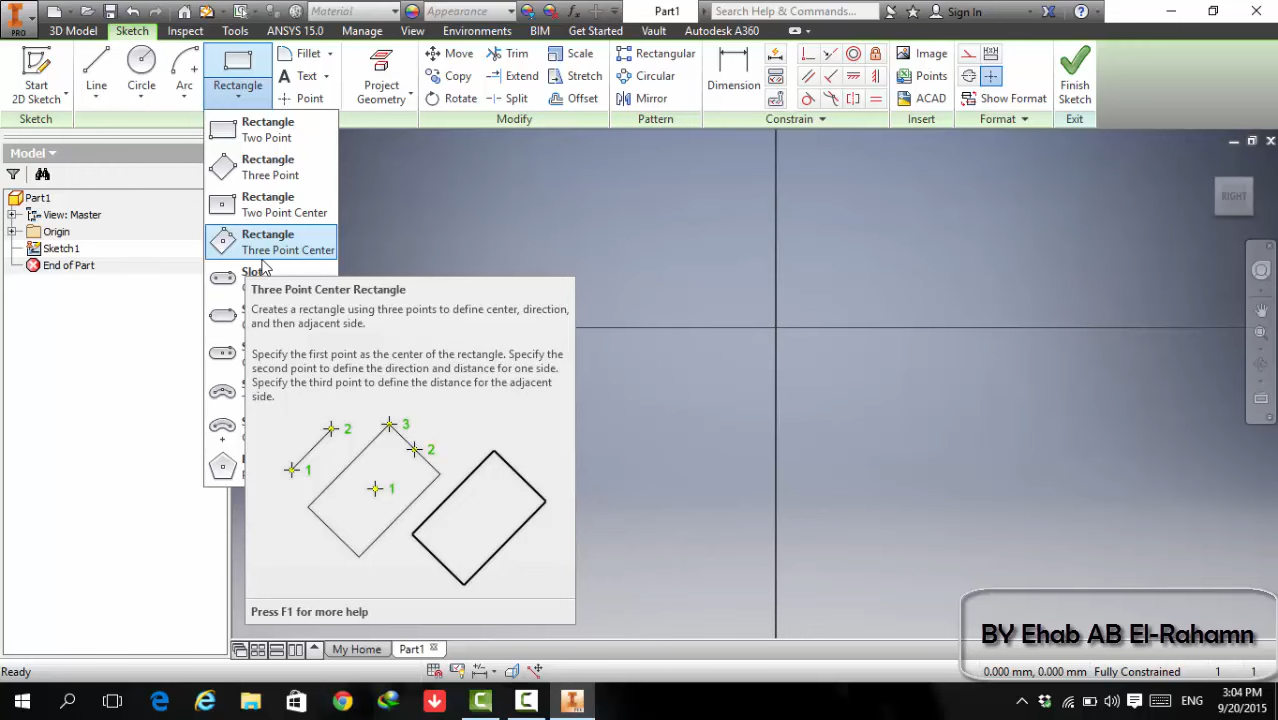 Material
Appearance
Part1
Search Help & Commands...
Sign In
PRO
3D Model
Sketch
Inspect
Tools
ANSYS 15.0
Manage
View
Environments
BIM
Get Started
Vault
Autodesk A360
Start
2D Sketch
Line
Circle
Arc
Rectangle
Fillet
Text
Point
Project
Geometry
Move
Copy
Rotate
Trim
Extend
Split
Scale
Stretch
Offset
Rectangular
Circular
Mirror
Dimension
Image
Points
ACAD
Show Format
Finish
Sketch
Sketch
Modify
Pattern
Constrain
Insert
Format
Exit
Model
Part1
View: Master
Origin
Sketch1
End of Part
Rectangle
Two Point
Rectangle
Three Point
Rectangle
Two Point Center
Rectangle
Three Point Center
Slot
Three Point Center Rectangle
Creates a rectangle using three points to define center, direction,
and then adjacent side.
Specify the first point as the center of the rectangle. Specify the
second point to define the direction and distance for one side.
Specify the third point to define the distance for the adjacent
side.
2
1
3
2
1
Press F1 for more help
RIGHT
BY Ehab AB El-Rahamn
My Home
Part1
Ready
0.000 mm, 0.000 mm
Fully Constrained
1
1
ENG
3:04 PM
9/20/2015